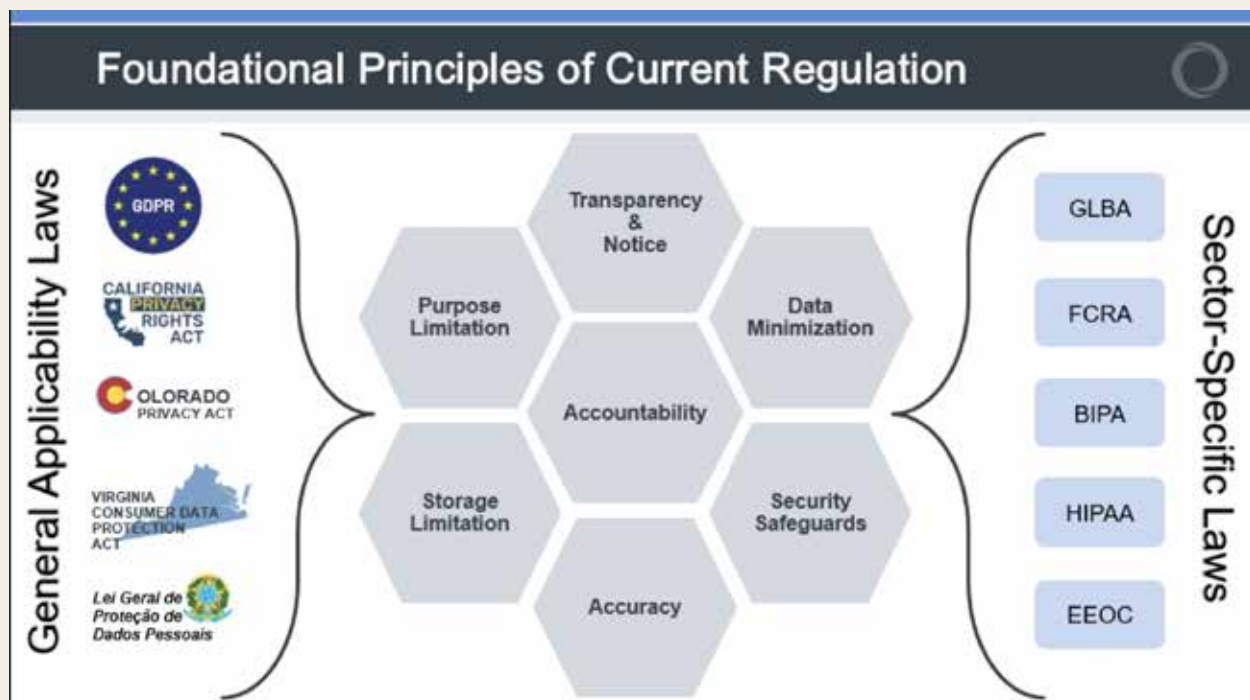 Foundational Principles of Current Regulation
General Applicability Laws
GDPR
CALIFORNIA
PRIVACY
RIGHTS
ACT
COLORADO
PRIVACY ACT
VIRGINIA
CONSUMER DATA
PROTECTION
ACT
Lei Geral de
Proteção de
Dados Pessoais
Transparency
&
Notice
Purpose
Limitation
Data
Minimization
Accountability
Storage
Limitation
Security
Safeguards
Accuracy
GLBA
FCRA
BIPA
HIPAA
EEOC
Sector-Specific Laws